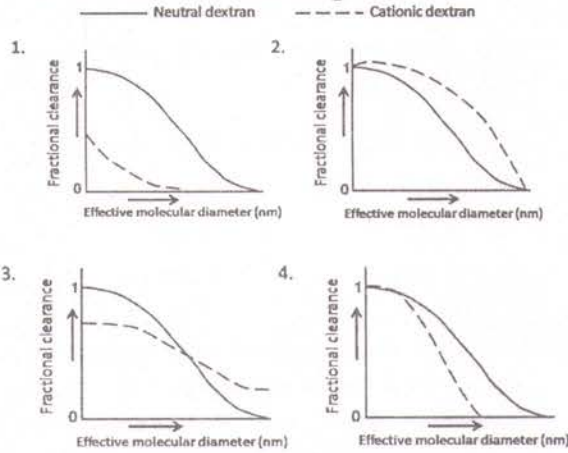 Neutral dextran Cationic dextran
1.
Fractional clearance
1
0
Effective molecular diameter (nm)
2.
Fractional clearance
1
0
Effective molecular diameter (nm)
3.
Fractional clearance
1
0
Effective molecular diameter (nm)
4.
Fractional clearance
1
0
Effective molecular diameter (nm)